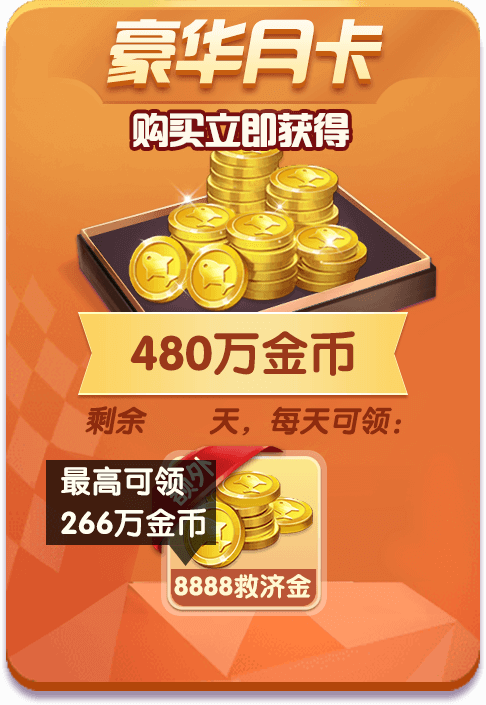 豪华月卡
购买立即获得
480万金币
剩余 天，每天可领：
额外
最高可领
266万金币
8888救济金